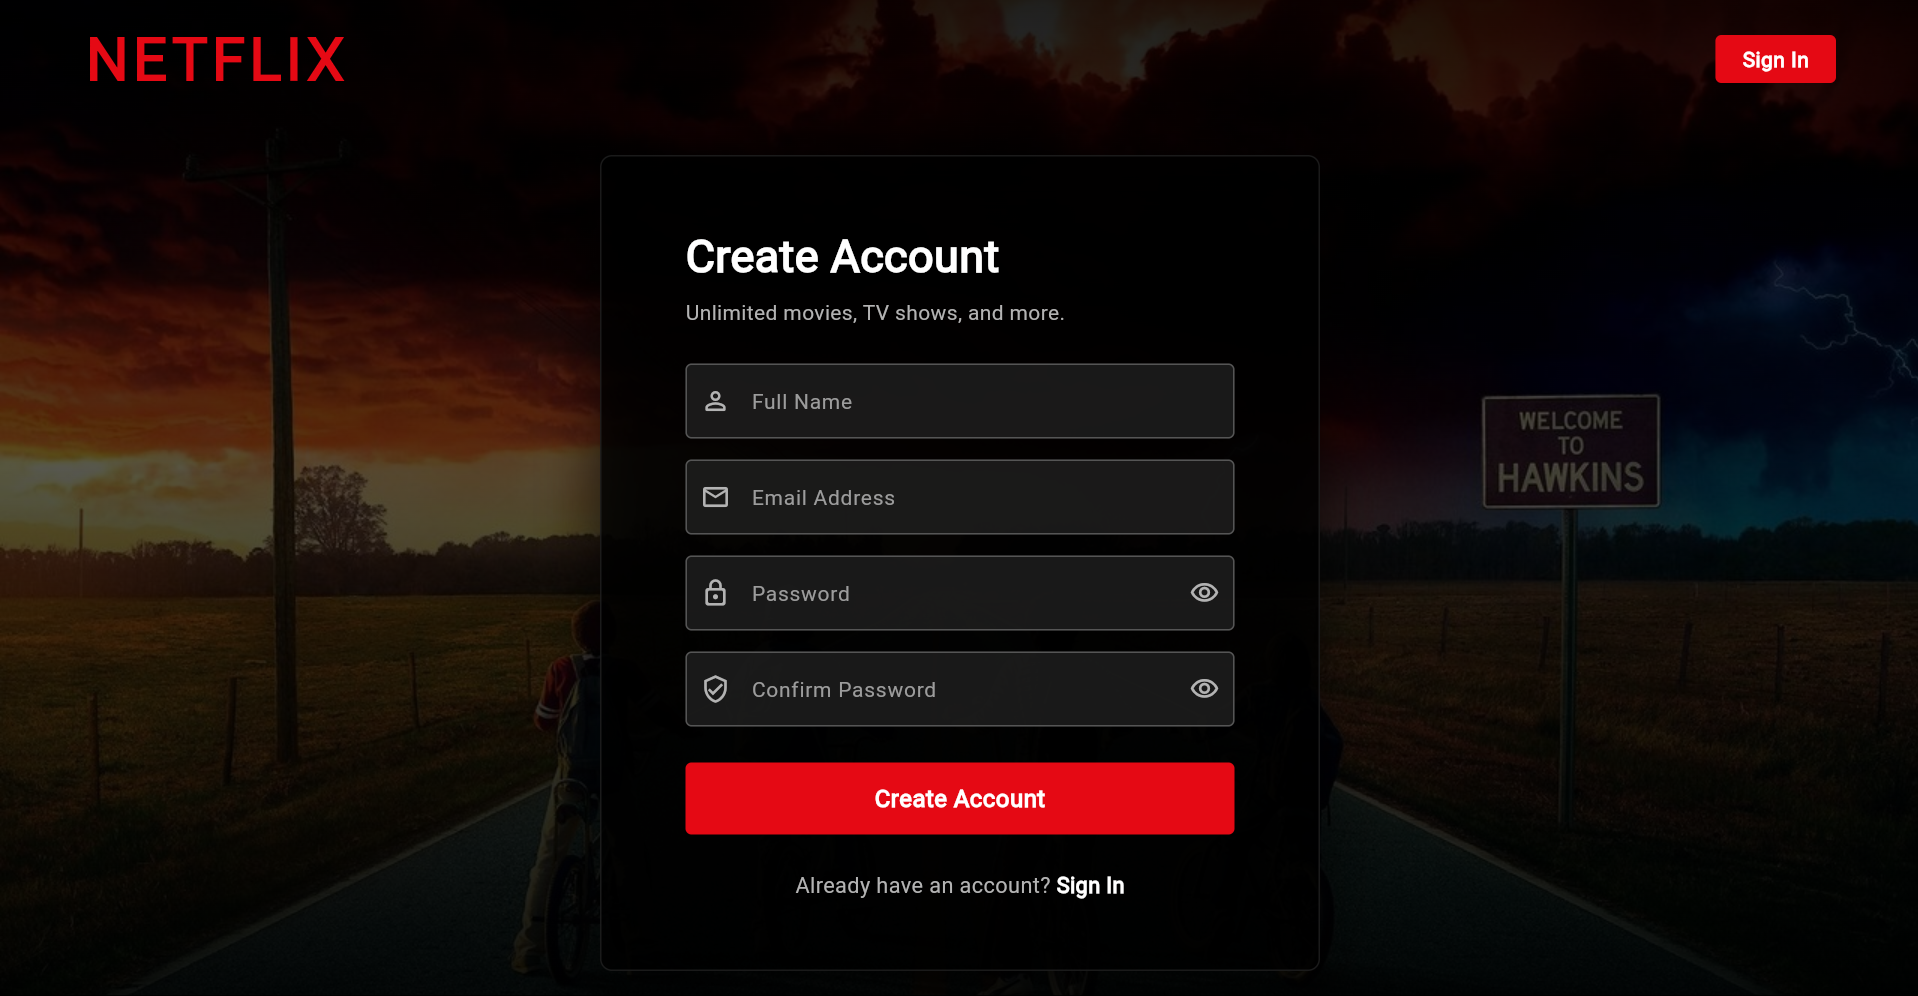 NETFLIX
Sign In
Create Account
Unlimited movies, TV shows, and more.
Full Name
Email Address
Password
Confirm Password
Create Account
Already have an account? Sign In
WELCOME
TO
HAWKINS